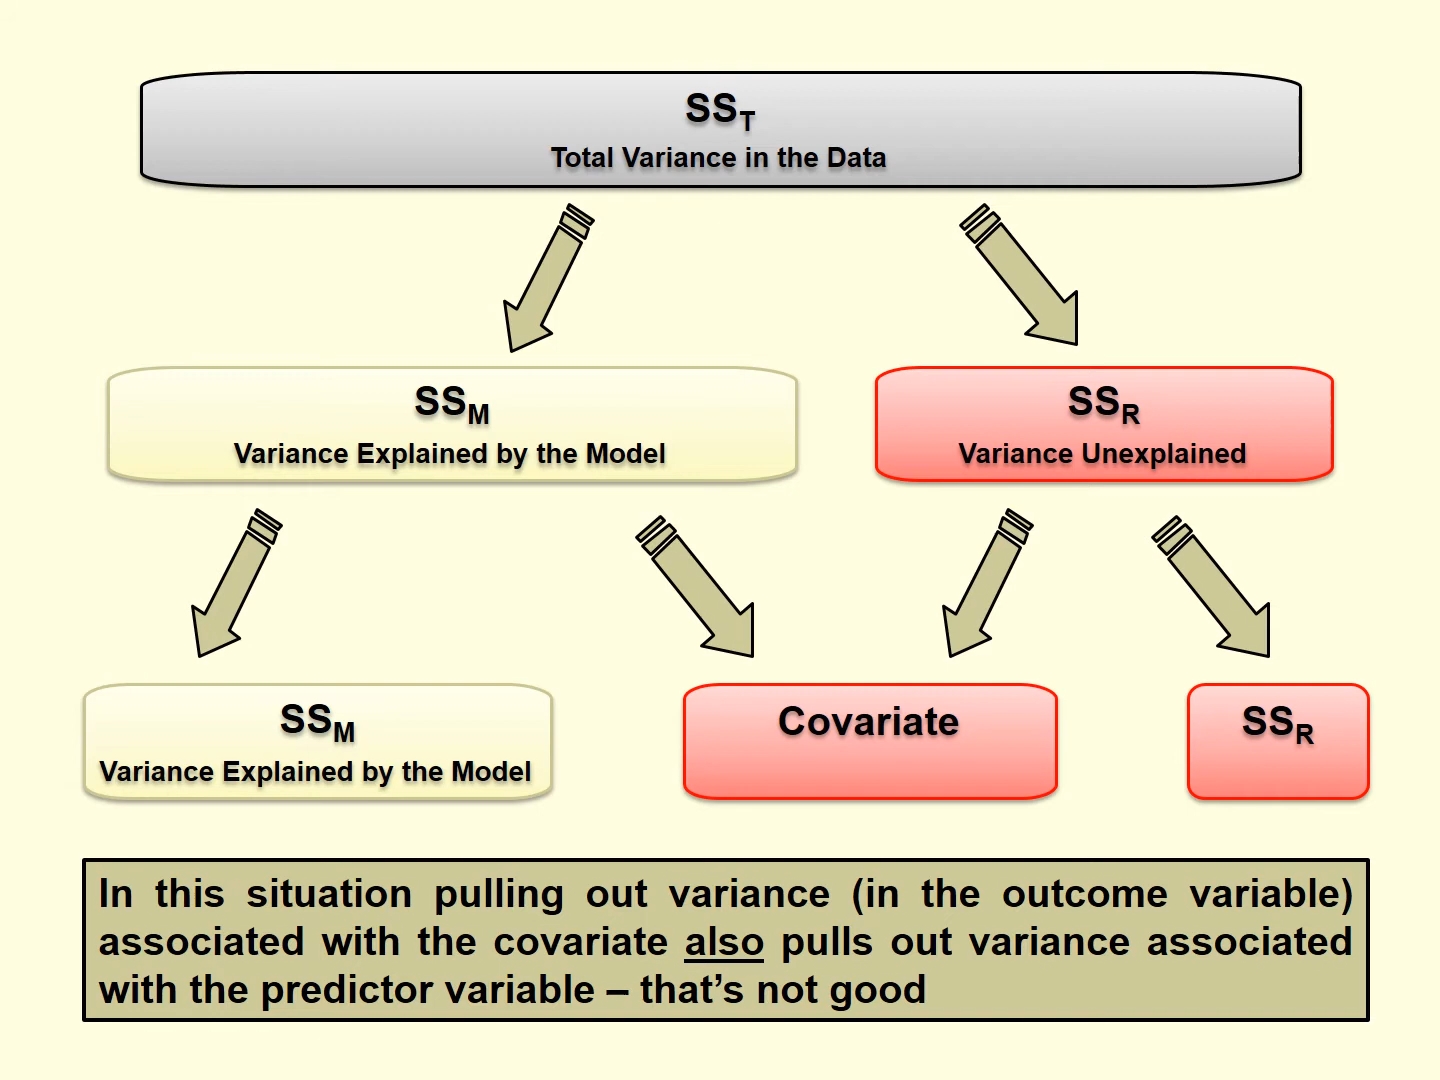 SST
Total Variance in the Data
SSM
Variance Explained by the Model
SSR
Variance Unexplained
SSM
Variance Explained by the Model
Covariate
SSR
In this situation pulling out variance (in the outcome variable)
associated with the covariate also pulls out variance associated
with the predictor variable – that’s not good